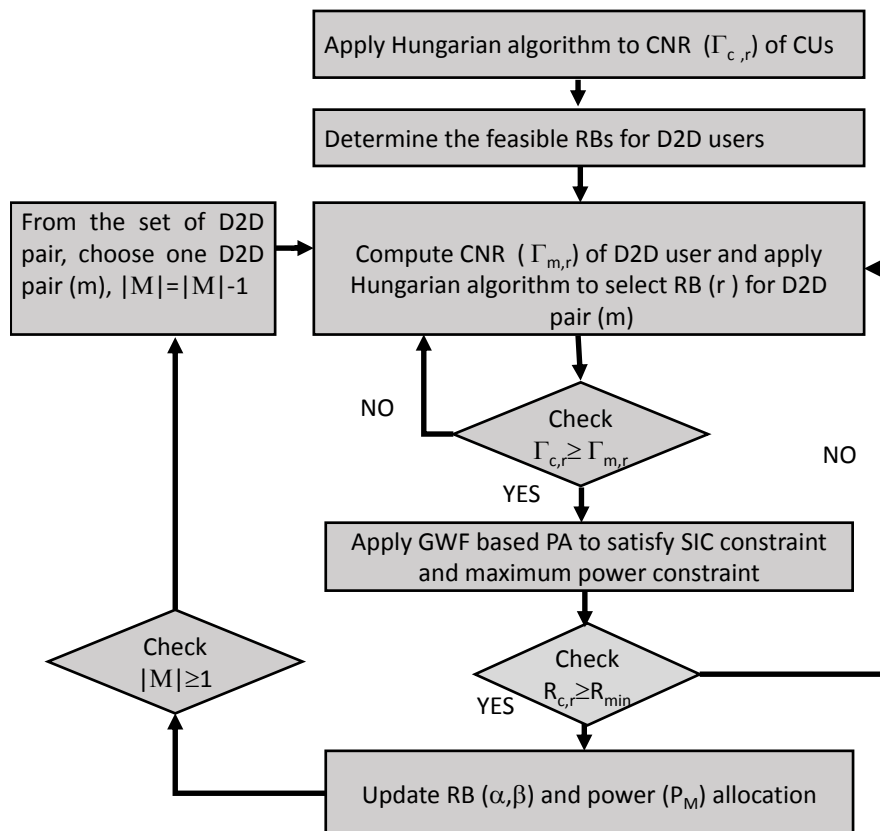 Apply Hungarian algorithm to CNR (Γc ,r) of CUs
Determine the feasible RBs for D2D users
From the set of D2D
pair, choose one D2D
pair (m), |M|=|M|-1
Compute CNR ( Γm,r) of D2D user and apply
Hungarian algorithm to select RB (r ) for D2D
pair (m)
NO
Check
Γc,r≥ Γm,r
NO
YES
Apply GWF based PA to satisfy SIC constraint
and maximum power constraint
Check
|M|≥1
Check
Rc,r≥Rmin
YES
Update RB (α,β) and power (PM) allocation